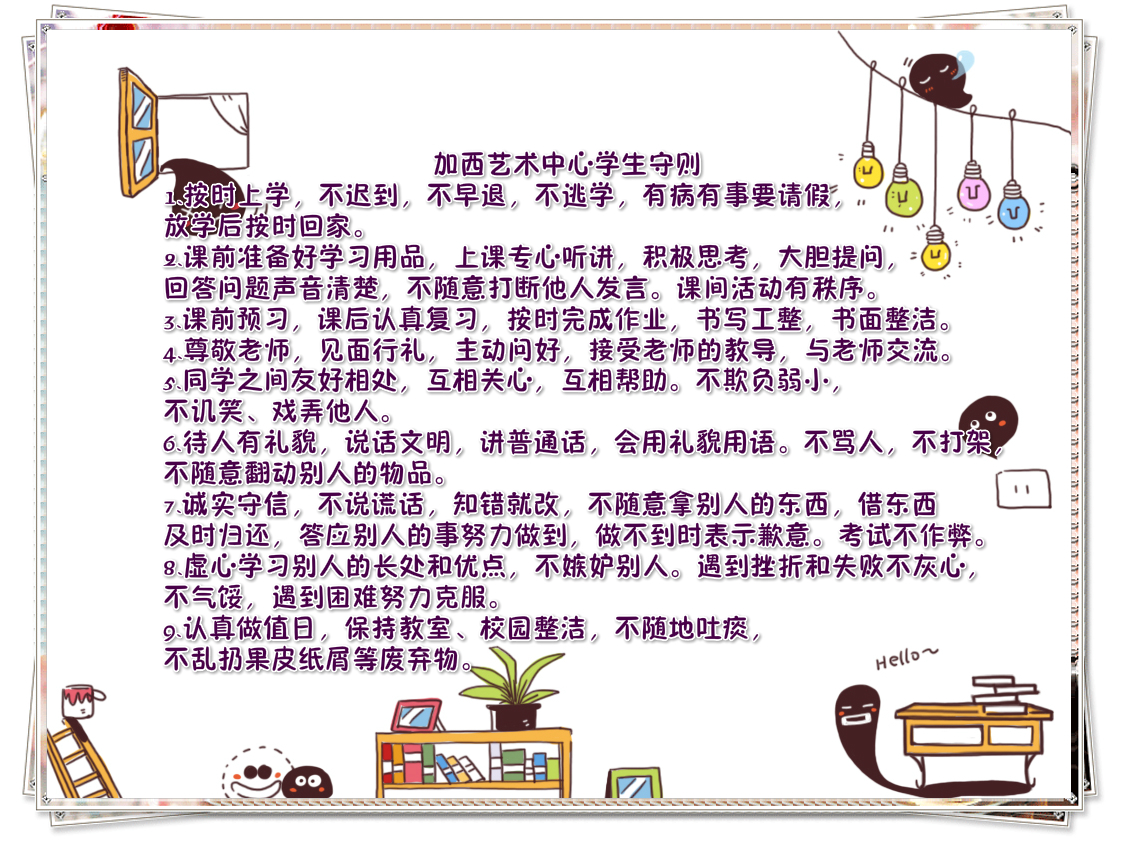 加西艺术中心学生守则
1、按时上学，不迟到，不早退，不逃学，有病有事要请假，
放学后按时回家。
2.课前准备好学习用品，上课专心听讲，积极思考，大胆提问，
回答问题声音清楚，不随意打断他人发言。课间活动有秩序。
3、课前预习，课后认真复习，按时完成作业，书写工整，书面整洁。
4、尊敬老师，见面行礼，主动问好，接受老师的教导，与老师交流。
5、同学之间友好相处，互相关心，互相帮助。不欺负弱小，
不讥笑、戏弄他人。
6、待人有礼貌，说话文明，讲普通话，会用礼貌用语。不骂人，不打架，
不随意翻动别人的物品。
7、诚实守信，不说谎话，知错就改，不随意拿别人的东西，借东西
及时归还，答应别人的事努力做到，做不到时表示歉意。考试不作弊。
8、虚心学习别人的长处和优点，不嫉妒别人。遇到挫折和失败不灰心，
不气馁，遇到困难努力克服。
9、认真做值日，保持教室、校园整洁，不随地吐痰，
不乱扔果皮纸屑等废弃物。
Hello~